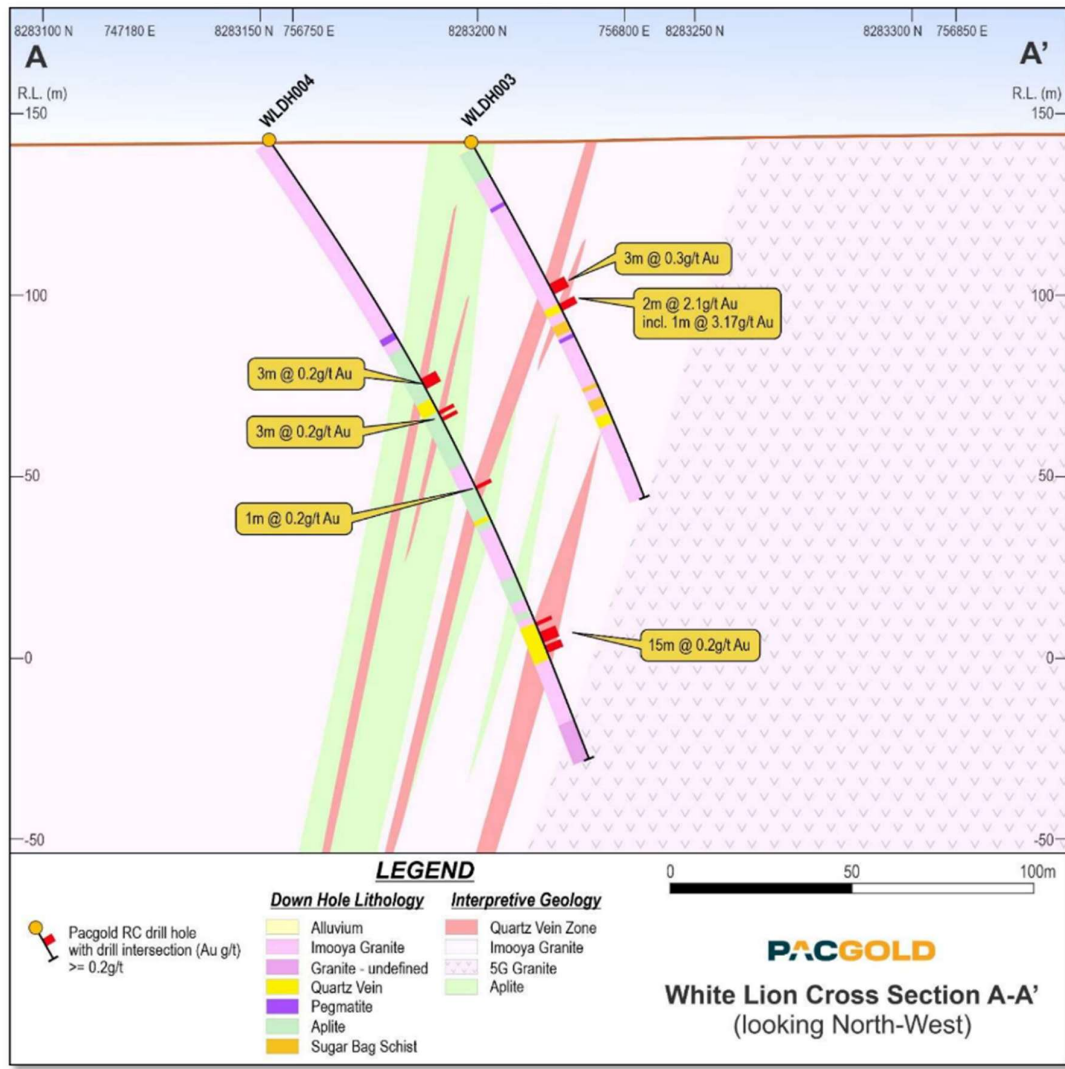 8283100 N 747180 E 8283150 N 756750 E 8283200 N 756800 E 8283250 N 8283300 N 756850 E
A A'
R.L. (m) R.L. (m)
WLDH004
WLDH003
150 150
3m @ 0.3g/t Au
100 100
2m @ 2.1g/t Au
incl. 1m @ 3.17g/t Au
3m @ 0.2g/t Au
3m @ 0.2g/t Au
50 50
1m @ 0.2g/t Au
15m @ 0.2g/t Au
0 0
-50 -50
LEGEND
Down Hole Lithology
Alluvium
Imooya Granite
Granite - undefined
Quartz Vein
Pegmatite
Aplite
Sugar Bag Schist
Interpretive Geology
Quartz Vein Zone
Imooya Granite
5G Granite
Aplite
Pacgold RC drill hole
with drill intersection (Au g/t)
>= 0.2g/t
0 50 100m
PACGOLD
White Lion Cross Section A-A'
(looking North-West)